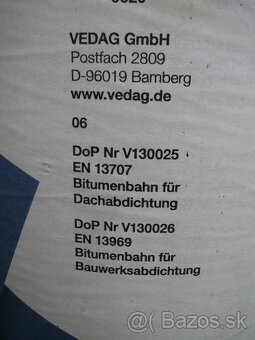 VEDAG GmbH
Postfach 2809
D-96019 Bamberg
www.vedag.de
06
DoP Nr V130025
EN 13707
Bitumenbahn für
Dachabdichtung
DoP Nr V130026
EN 13969
Bitumenbahn für
Bauwerksabdichtung
Bazos.sk